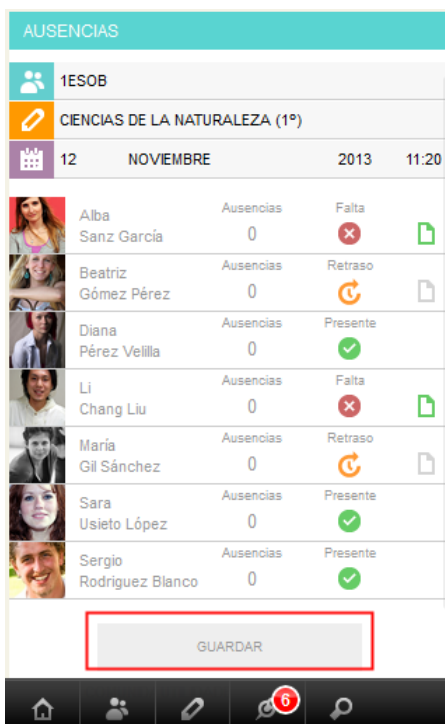 AUSENCIAS
1ESOB
CIENCIAS DE LA NATURALEZA (1º)
12 NOVIEMBRE 2013 11:20
Alba Sanz García Ausencias 0 Falta
Beatriz Gómez Pérez Ausencias 0 Retraso
Diana Pérez Velilla Ausencias 0 Presente
Li Chang Liu Ausencias 0 Falta
María Gil Sánchez Ausencias 0 Retraso
Sara Usieto López Ausencias 0 Presente
Sergio Rodriguez Blanco Ausencias 0 Presente
GUARDAR
6